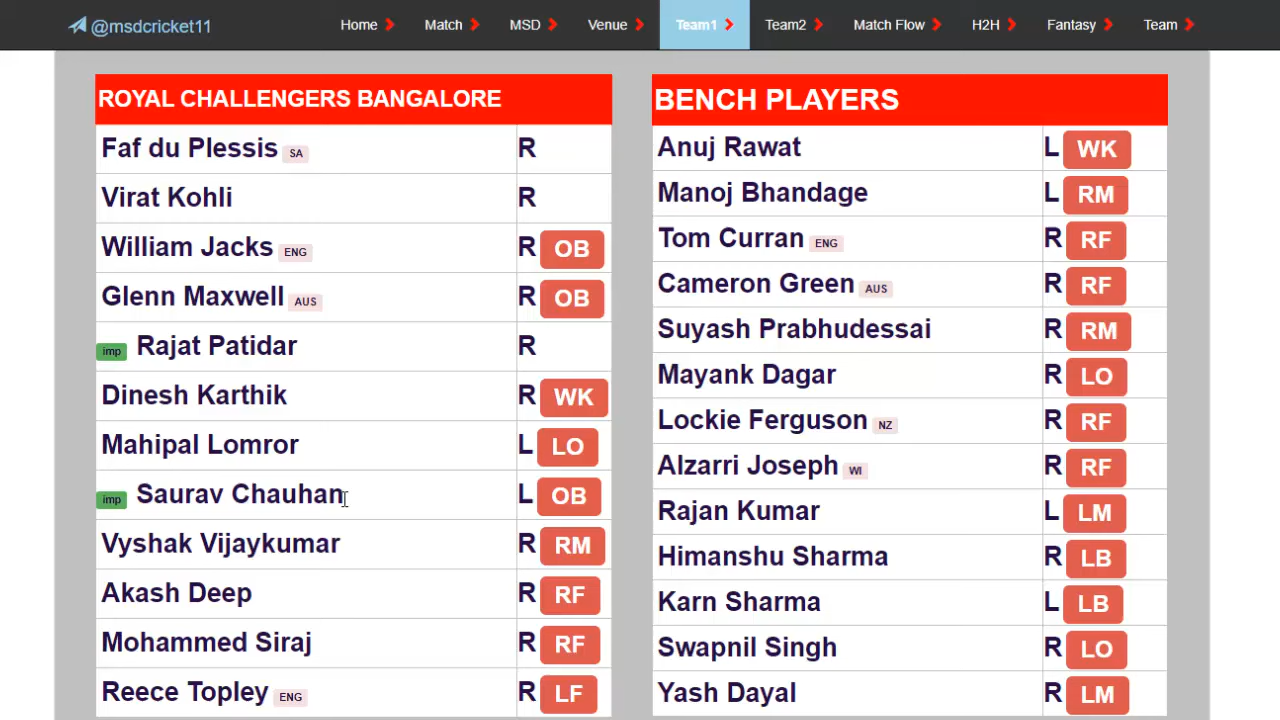 @msdcricket11 Home Match MSD Venue Team1 Team2 Match Flow H2H Fantasy Team
ROYAL CHALLENGERS BANGALORE
Faf du Plessis SA R
Virat Kohli R
William Jacks ENG R OB
Glenn Maxwell AUS R OB
imp Rajat Patidar R
Dinesh Karthik R WK
Mahipal Lomror L LO
imp Saurav Chauhan L OB
Vyshak Vijaykumar R RM
Akash Deep R RF
Mohammed Siraj R RF
Reece Topley ENG R LF
BENCH PLAYERS
Anuj Rawat L WK
Manoj Bhandage L RM
Tom Curran ENG R RF
Cameron Green AUS R RF
Suyash Prabhudessai R RM
Mayank Dagar R LO
Lockie Ferguson NZ R RF
Alzarri Joseph WI R RF
Rajan Kumar L LM
Himanshu Sharma R LB
Karn Sharma L LB
Swapnil Singh R LO
Yash Dayal R LM